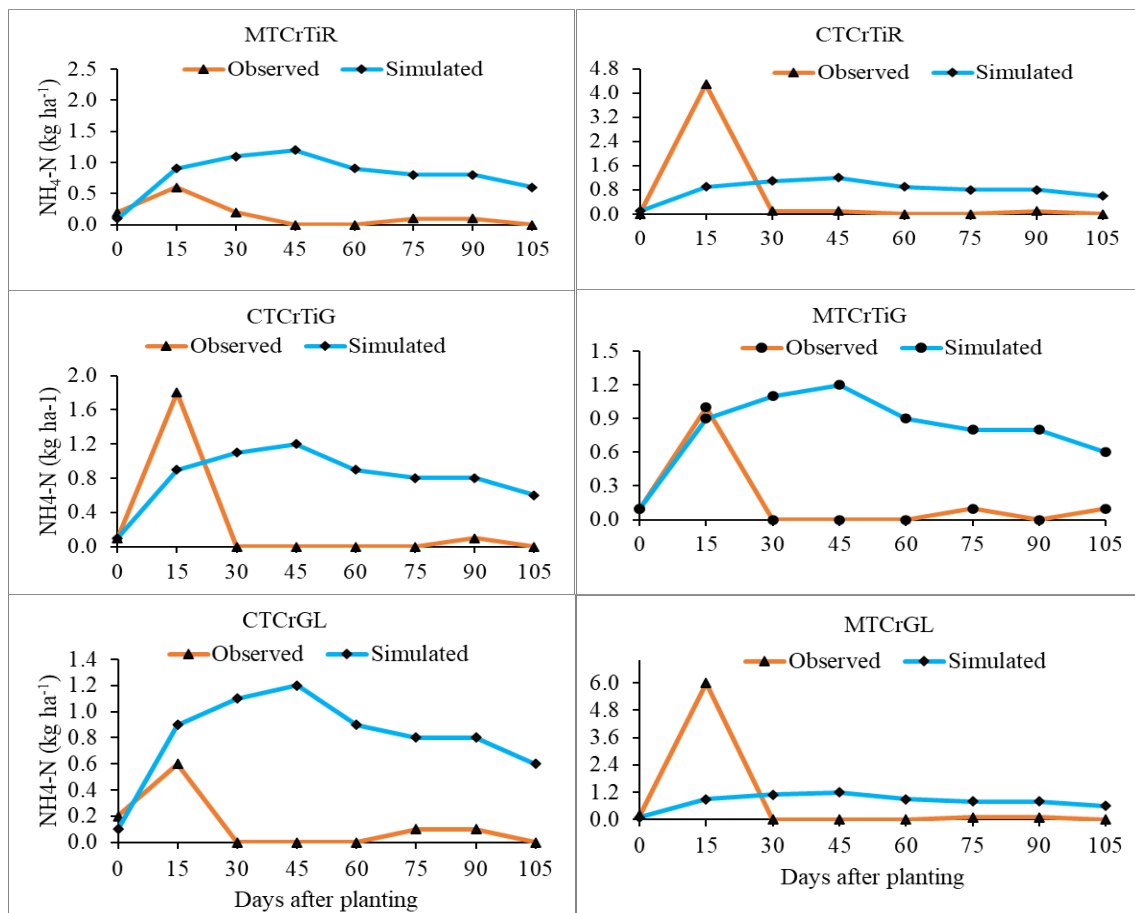 MTCrTiR
Observed Simulated
NH₄-N (kg ha⁻¹)
2.5
2.0
1.5
1.0
0.5
0.0
0 15 30 45 60 75 90 105
CTCrTiR
Observed Simulated
4.8
4.0
3.2
2.4
1.6
0.8
0.0
0 15 30 45 60 75 90 105
CTCrTiG
Observed Simulated
NH4-N (kg ha-1)
2.0
1.6
1.2
0.8
0.4
0.0
0 15 30 45 60 75 90 105
MTCrTiG
Observed Simulated
1.5
1.2
0.9
0.6
0.3
0.0
0 15 30 45 60 75 90 105
CTCrGL
Observed Simulated
NH4-N (kg ha⁻¹)
1.4
1.2
1.0
0.8
0.6
0.4
0.2
0.0
0 15 30 45 60 75 90 105
Days after planting
MTCrGL
Observed Simulated
6.0
4.8
3.6
2.4
1.2
0.0
0 15 30 45 60 75 90 105
Days after planting